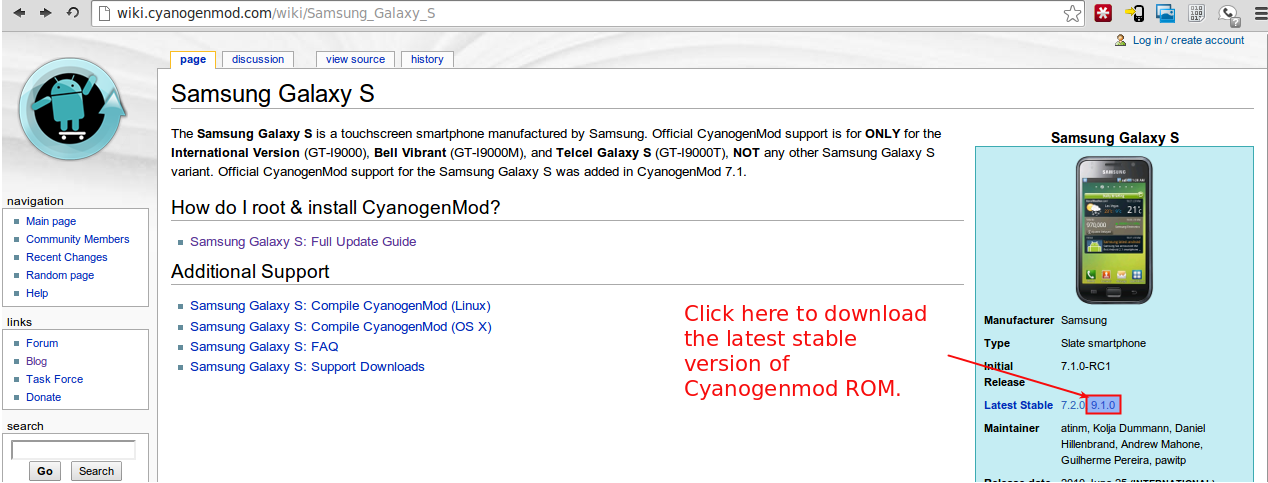 wiki.cyanogenmod.com/wiki/Samsung_Galaxy_S
Log in / create account
page
discussion
view source
history
Samsung Galaxy S
The Samsung Galaxy S is a touchscreen smartphone manufactured by Samsung. Official CyanogenMod support is for ONLY for the
International Version (GT-I9000), Bell Vibrant (GT-I9000M), and Telcel Galaxy S (GT-I9000T), NOT any other Samsung Galaxy S
variant. Official CyanogenMod support for the Samsung Galaxy S was added in CyanogenMod 7.1.
How do I root & install CyanogenMod?
Samsung Galaxy S: Full Update Guide
Additional Support
Samsung Galaxy S: Compile CyanogenMod (Linux)
Samsung Galaxy S: Compile CyanogenMod (OS X)
Samsung Galaxy S: FAQ
Samsung Galaxy S: Support Downloads
Click here to download
the latest stable
version of
Cyanogenmod ROM.
navigation
Main page
Community Members
Recent Changes
Random page
Help
links
Forum
Blog
Task Force
Donate
search
Go
Search
Samsung Galaxy S
SAMSUNG
Manufacturer Samsung
Type Slate smartphone
Initial 7.1.0-RC1
Release
Latest Stable 7.2.0 9.1.0
Maintainer atinm, Kolja Dummann, Daniel
Hillenbrand, Andrew Mahone,
Guilherme Pereira, pawitp
Release date 2010 June 25 (INTERNATIONAL)